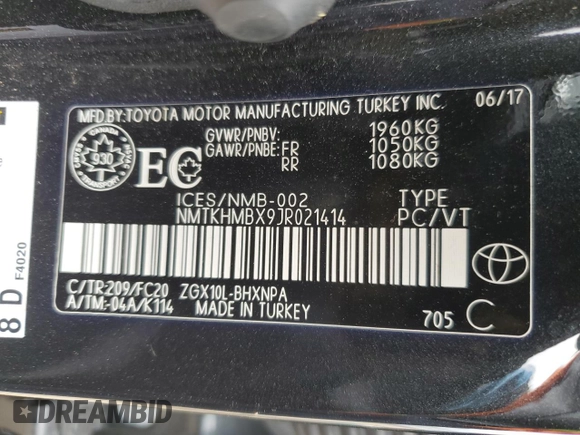 MFD.BY:TOYOTA MOTOR MANUFACTURING TURKEY INC. 06/17
GVWR/PNBV: 1960KG
GAWR/PNBE: FR 1050KG
RR 1080KG
CANADA
930
TRANSPORT
EC
ICES/NMB-002 TYPE
NMTKHMBX9JR021414 PC/VT
C/TR:209/FC20 ZGX10L-BHXNPA
A/TM:-04A/K114 MADE IN TURKEY
705 C
8 D
F4020
DREAMBID